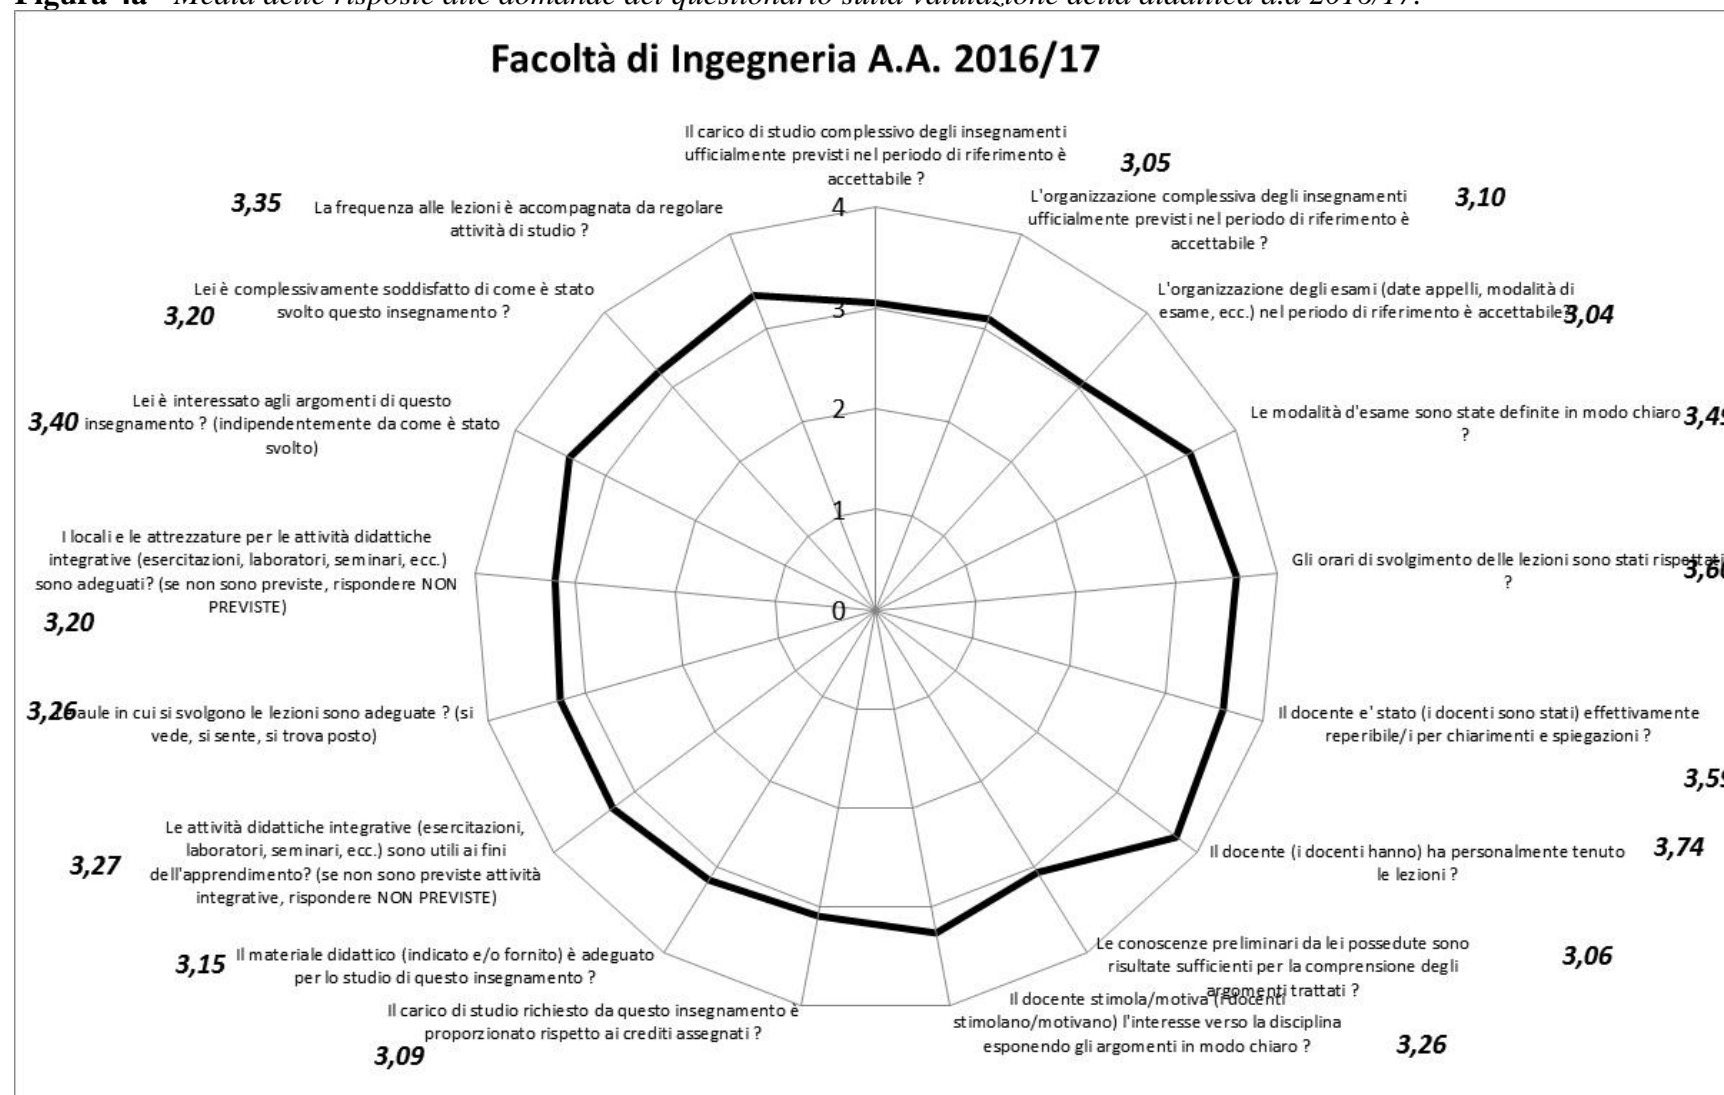 Figura 4a - Media delle risposte alle domande del questionario sulla valutazione della didattica a.a 2016/17.
Facoltà di Ingegneria A.A. 2016/17
Il carico di studio complessivo degli insegnamenti
ufficialmente previsti nel periodo di riferimento è
accettabile ?
3,05
L'organizzazione complessiva degli insegnamenti
ufficialmente previsti nel periodo di riferimento è
accettabile ?
3,10
L'organizzazione degli esami (date appelli, modalità di
esame, ecc.) nel periodo di riferimento è accettabile?
3,04
Le modalità d'esame sono state definite in modo chiaro
?
3,49
Gli orari di svolgimento delle lezioni sono stati rispettati
?
3,60
Il docente e' stato (i docenti sono stati) effettivamente
reperibile/i per chiarimenti e spiegazioni ?
3,59
Il docente (i docenti hanno) ha personalmente tenuto
le lezioni ?
3,74
Le conoscenze preliminari da lei possedute sono
risultate sufficienti per la comprensione degli
argomenti trattati ?
3,06
Il docente stimola/motiva (i docenti
stimolano/motivano) l'interesse verso la disciplina
esponendo gli argomenti in modo chiaro ?
3,26
Il carico di studio richiesto da questo insegnamento è
proporzionato rispetto ai crediti assegnati ?
3,09
Il materiale didattico (indicato e/o fornito) è adeguato
per lo studio di questo insegnamento ?
3,15
Le attività didattiche integrative (esercitazioni,
laboratori, seminari, ecc.) sono utili ai fini
dell'apprendimento? (se non sono previste attività
integrative, rispondere NON PREVISTE)
3,27
aule in cui si svolgono le lezioni sono adeguate ? (si
vede, si sente, si trova posto)
3,26
I locali e le attrezzature per le attività didattiche
integrative (esercitazioni, laboratori, seminari, ecc.)
sono adeguati? (se non sono previste, rispondere NON
PREVISTE)
3,20
Lei è interessato agli argomenti di questo
insegnamento ? (indipendentemente da come è stato
svolto)
3,40
Lei è complessivamente soddisfatto di come è stato
svolto questo insegnamento ?
3,20
La frequenza alle lezioni è accompagnata da regolare
attività di studio ?
3,35
4
3
2
1
0